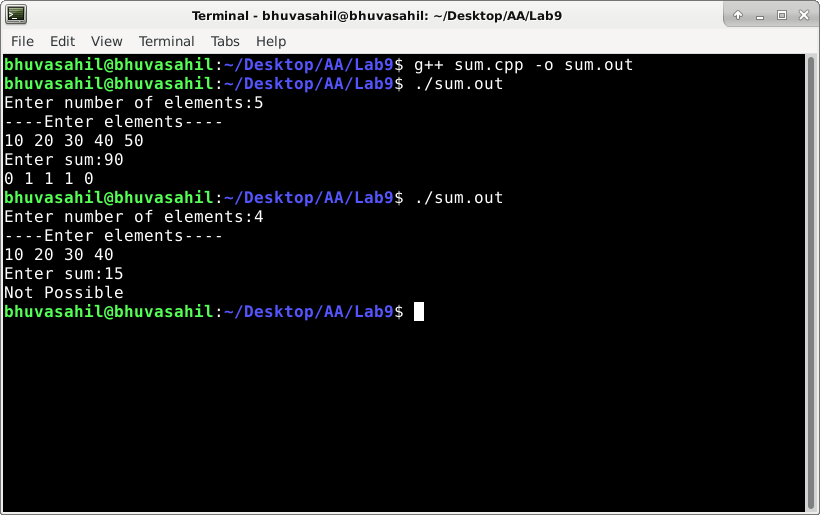 Terminal - bhuvasahil@bhuvasahil: ~/Desktop/AA/Lab9
File Edit View Terminal Tabs Help
bhuvasahil@bhuvasahil:~/Desktop/AA/Lab9$ g++ sum.cpp -o sum.out
bhuvasahil@bhuvasahil:~/Desktop/AA/Lab9$ ./sum.out
Enter number of elements:5
----Enter elements----
10 20 30 40 50
Enter sum:90
0 1 1 1 0
bhuvasahil@bhuvasahil:~/Desktop/AA/Lab9$ ./sum.out
Enter number of elements:4
----Enter elements----
10 20 30 40
Enter sum:15
Not Possible
bhuvasahil@bhuvasahil:~/Desktop/AA/Lab9$